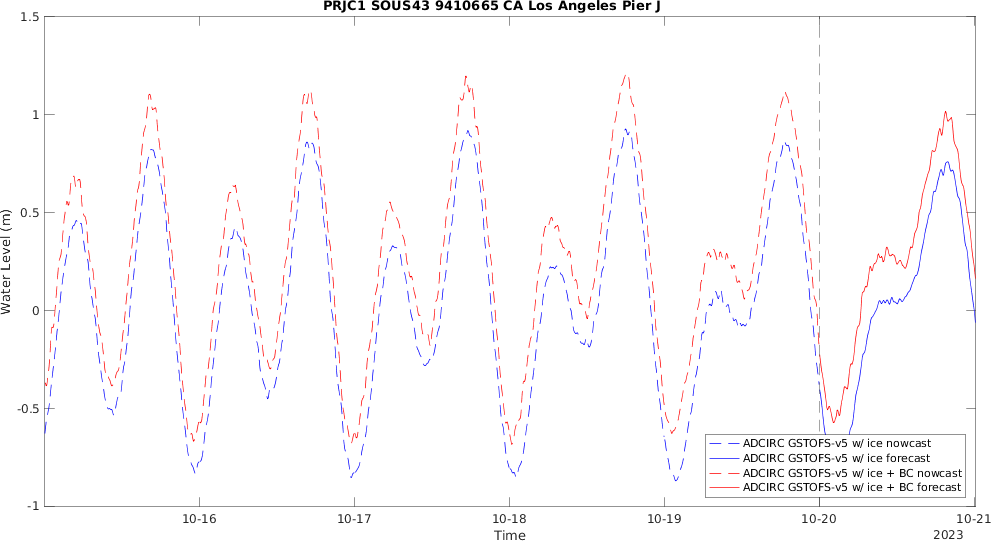 PRJC1 SOUS43 9410665 CA Los Angeles Pier J
1.5
1
0.5
0
-0.5
-1
Water Level (m)
10-16
10-17
10-18
10-19
10-20
10-21
Time
2023
ADCIRC GSTOFS-v5 w/ ice nowcast
ADCIRC GSTOFS-v5 w/ ice forecast
ADCIRC GSTOFS-v5 w/ ice + BC nowcast
ADCIRC GSTOFS-v5 w/ ice + BC forecast